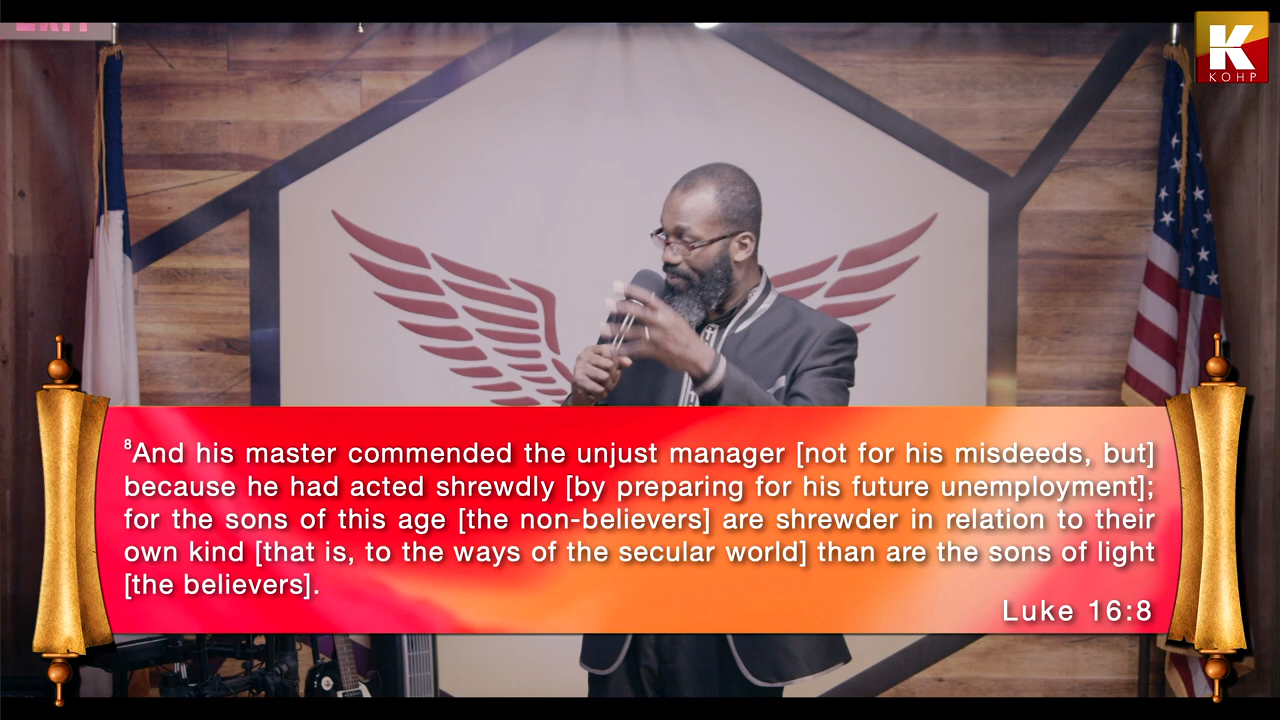 EXIT
K
KOHP
⁸And his master commended the unjust manager [not for his misdeeds, but]
because he had acted shrewdly [by preparing for his future unemployment];
for the sons of this age [the non-believers] are shrewder in relation to their
own kind [that is, to the ways of the secular world] than are the sons of light
[the believers].
Luke 16:8